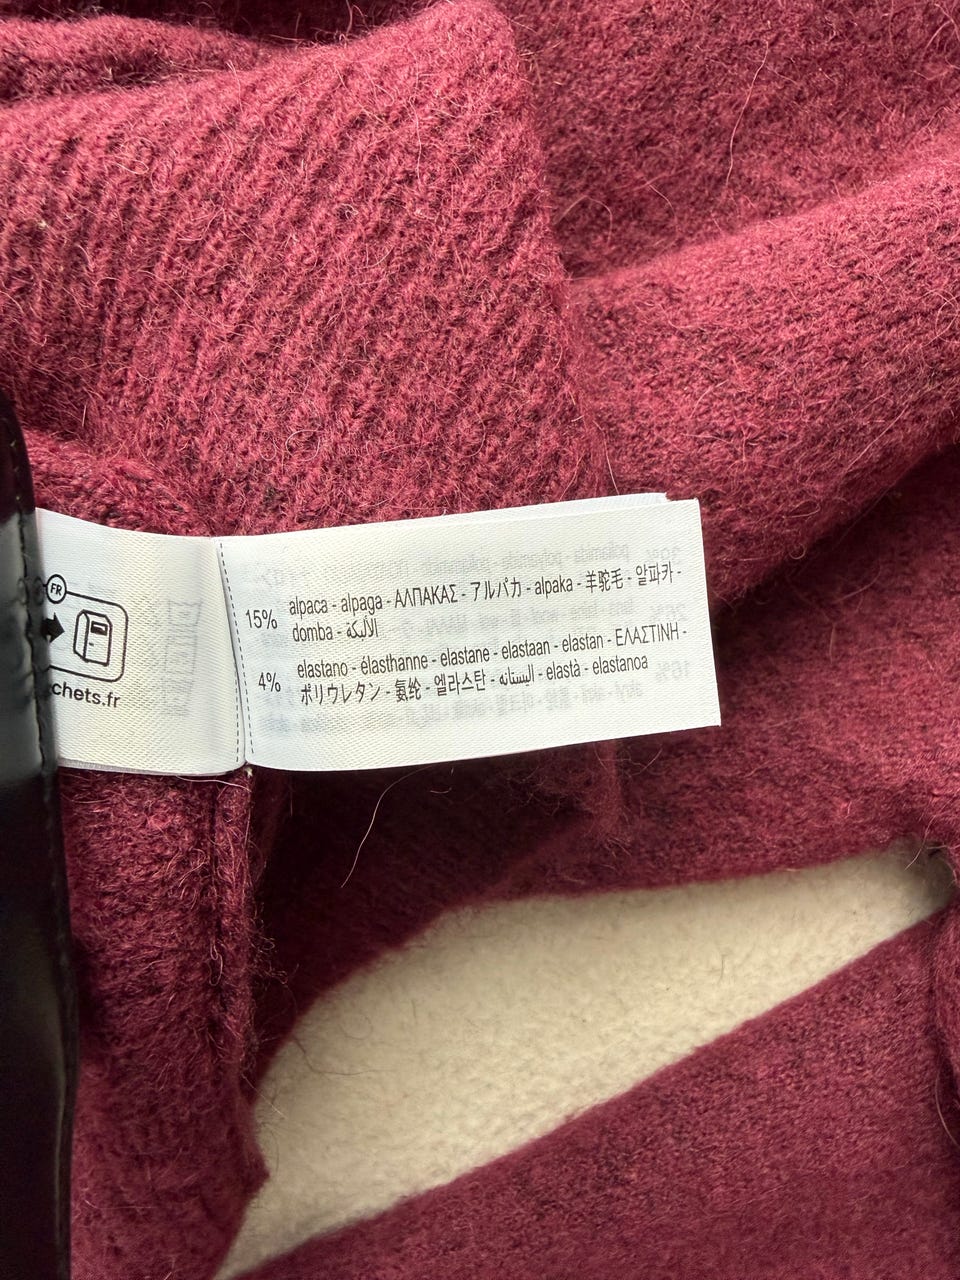 FR
chets.fr
15% alpaca - alpaga - ΑΛΠΑΚΑΣ - アルパカ - alpaka - 羊驼毛 - 알파카 -
domba - الألبكة
4% elastano - élasthanne - elastane - elastaan - elastan - ΕΛΑΣΤΙΝΗ -
ポリウレタン - 氨纶 - 엘라스탄 - اليستانه - elastà - elastanoa